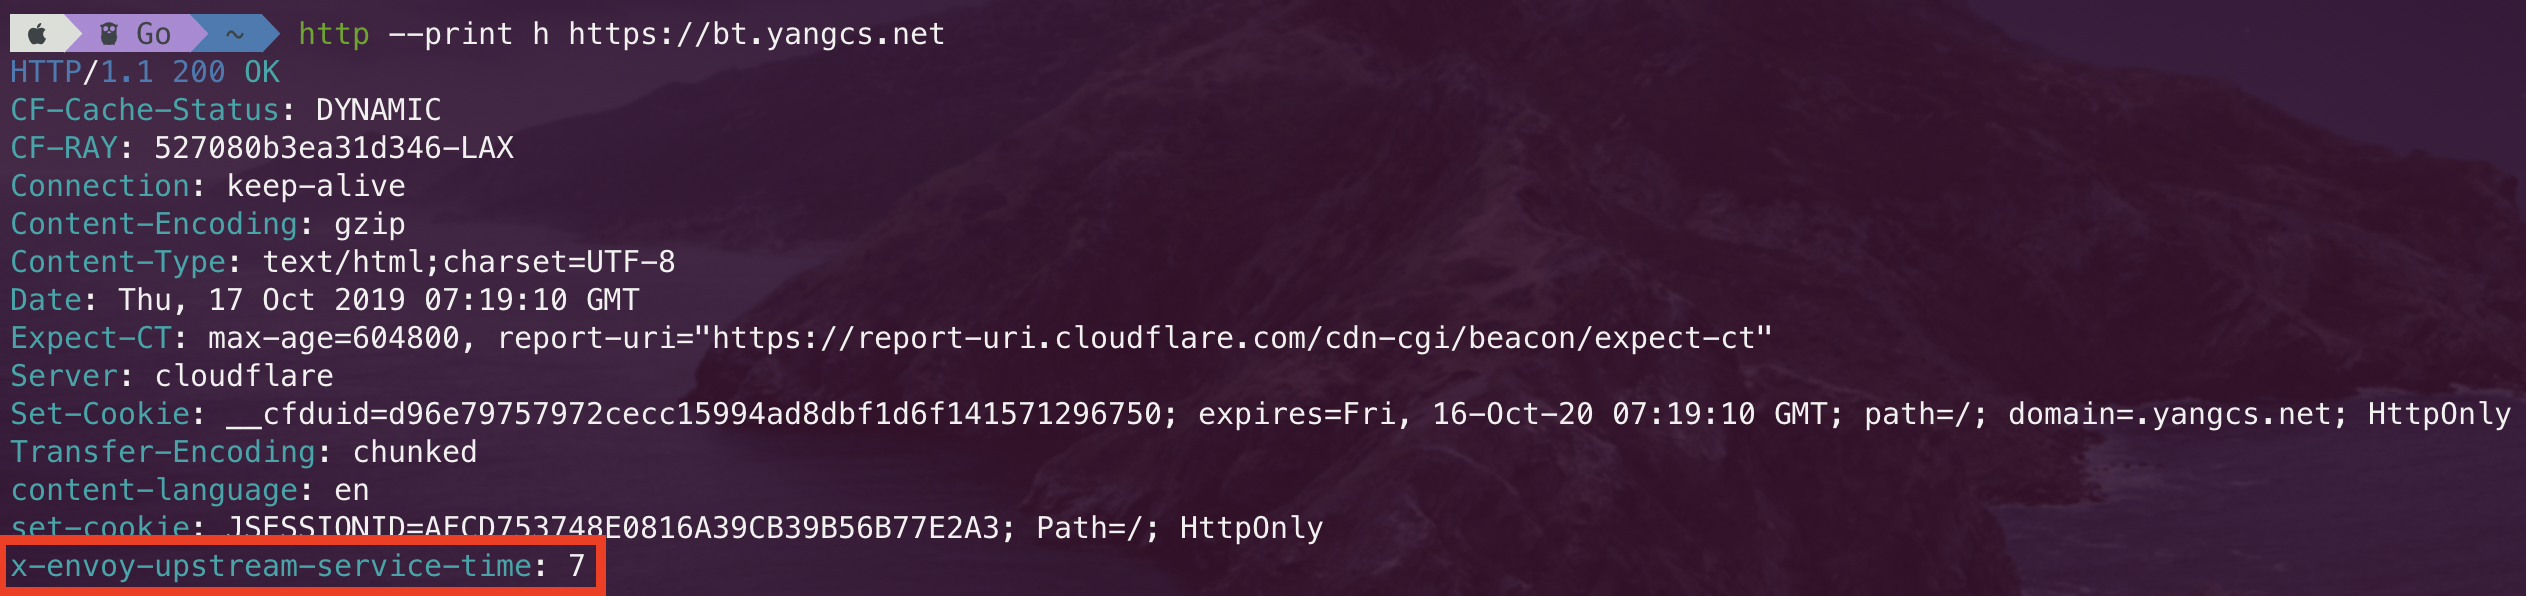 Go ~ http --print h https://bt.yangcs.net
HTTP/1.1 200 OK
CF-Cache-Status: DYNAMIC
CF-RAY: 527080b3ea31d346-LAX
Connection: keep-alive
Content-Encoding: gzip
Content-Type: text/html;charset=UTF-8
Date: Thu, 17 Oct 2019 07:19:10 GMT
Expect-CT: max-age=604800, report-uri="https://report-uri.cloudflare.com/cdn-cgi/beacon/expect-ct"
Server: cloudflare
Set-Cookie: __cfduid=d96e79757972cecc15994ad8dbf1d6f141571296750; expires=Fri, 16-Oct-20 07:19:10 GMT; path=/; domain=.yangcs.net; HttpOnly
Transfer-Encoding: chunked
content-language: en
set-cookie: JSESSIONID=AFCD753748E0816A39CB39B56B77E2A3; Path=/; HttpOnly
x-envoy-upstream-service-time: 7